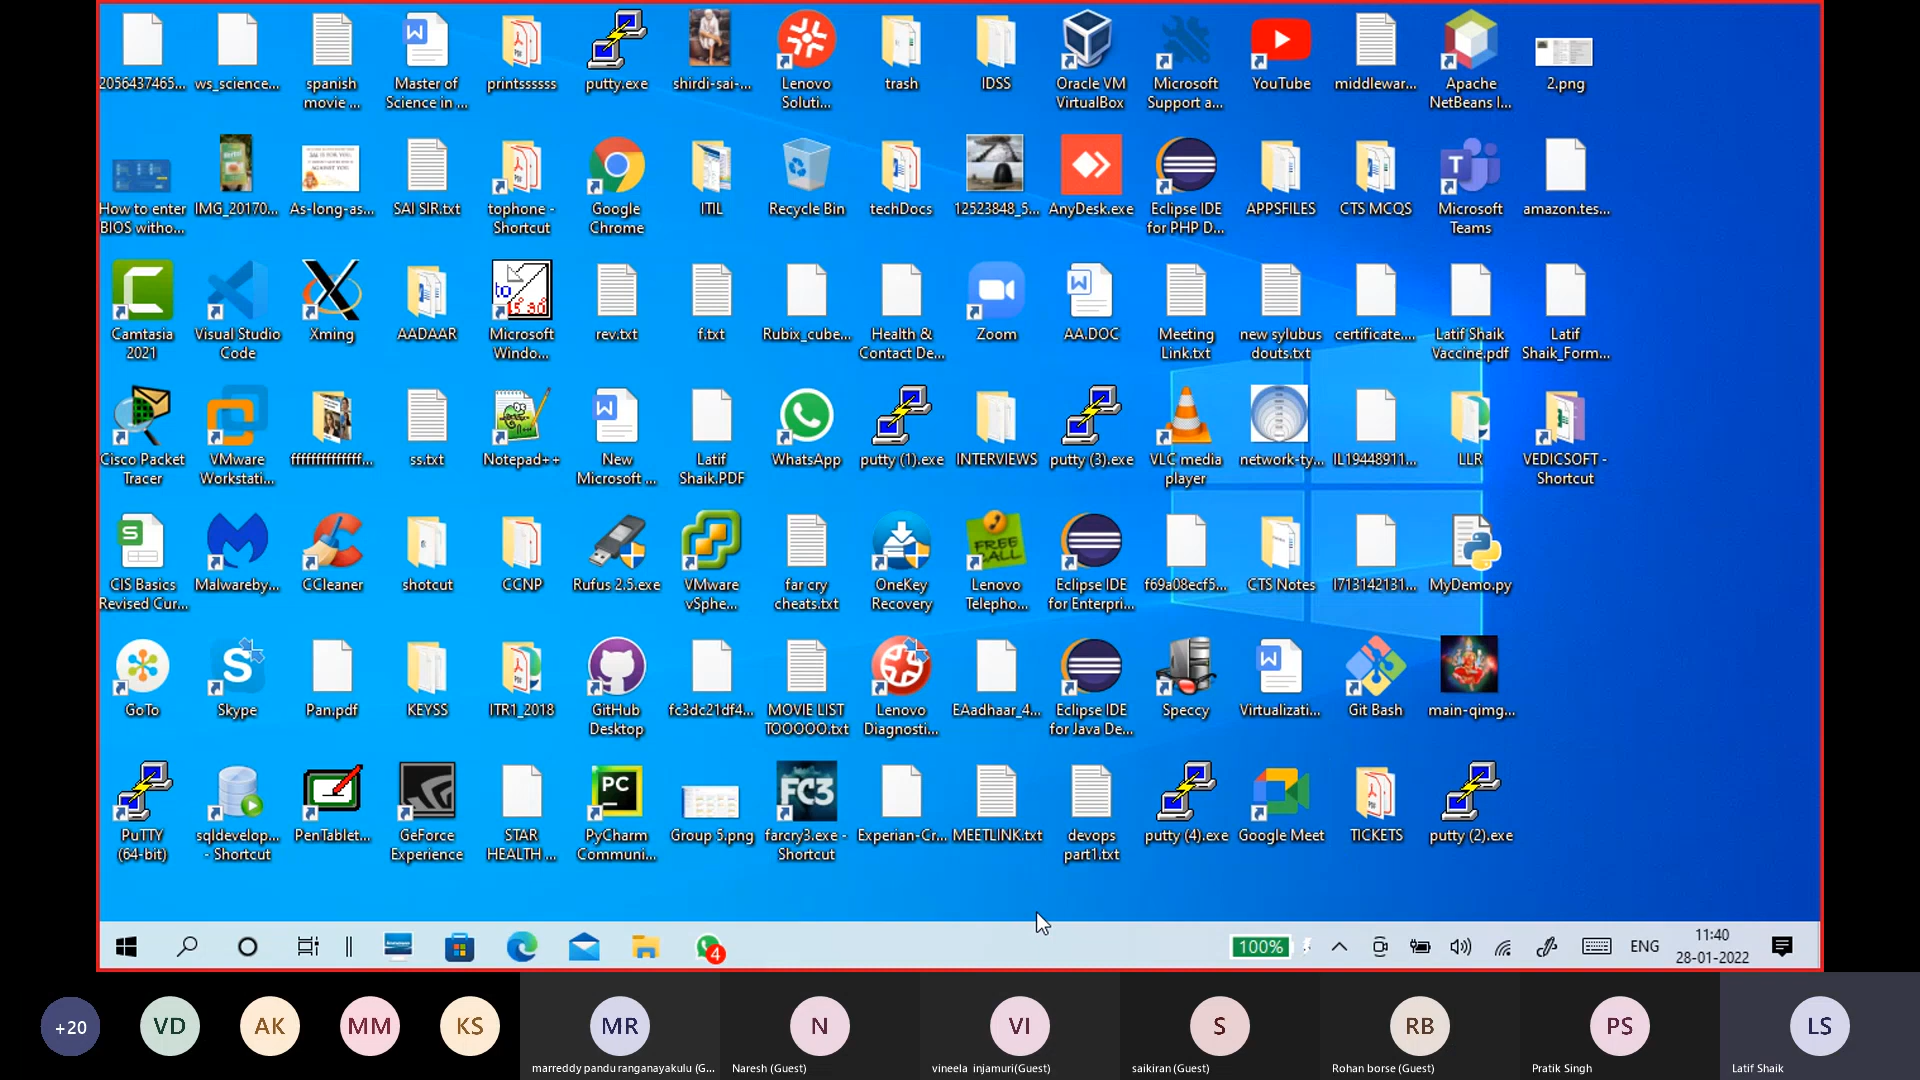 2056437465...
ws_science...
spanish
movie ...
Master of
Science in ...
printssssss
putty.exe
shirdi-sai-...
Lenovo
Soluti...
trash
IDSS
Oracle VM
VirtualBox
Microsoft
Support a...
YouTube
middlewar...
Apache
NetBeans I...
2.png
How to enter
BIOS witho...
IMG_20170...
As-long-as...
SAI SIR.txt
tophone -
Shortcut
Google
Chrome
ITIL
Recycle Bin
techDocs
12523848_5...
AnyDesk.exe
Eclipse IDE
for PHP D...
APPSFILES
CTS MCQS
Microsoft
Teams
amazon.tes...
Camtasia
2021
Visual Studio
Code
Xming
AADAAR
Microsoft
Windo...
rev.txt
f.txt
Rubix_cube...
Health &
Contact De...
Zoom
AA.DOC
Meeting
Link.txt
new sylubus
douts.txt
certificate....
Latif Shaik
Vaccine.pdf
Latif
Shaik_Form...
Cisco Packet
Tracer
VMware
Workstati...
ffffffffffffff...
ss.txt
Notepad++
New
Microsoft ...
Latif
Shaik.PDF
WhatsApp
putty (1).exe
INTERVIEWS
putty (3).exe
VLC media
player
network-ty...
IL19448911...
LLR
VEDICSOFT -
Shortcut
CIS Basics
Revised Cur...
Malwareby...
CCleaner
shotcut
CCNP
Rufus 2.5.exe
VMware
vSphe...
far cry
cheats.txt
OneKey
Recovery
FREE
CALL
Lenovo
Telepho...
Eclipse IDE
for Enterpri...
f69a08ecf5...
CTS Notes
I713142131...
MyDemo.py
GoTo
Skype
Pan.pdf
KEYSS
ITR1_2018
GitHub
Desktop
fc3dc21df4...
MOVIE LIST
TOOOOO.txt
Lenovo
Diagnosti...
EAadhaar_4...
Eclipse IDE
for Java De...
Speccy
Virtualizati...
Git Bash
main-qimg...
PuTTY
(64-bit)
sqldevelop...
- Shortcut
PenTablet...
GeForce
Experience
STAR
HEALTH ...
PC
PyCharm
Communi...
Group 5.png
FC3
farcry3.exe -
Shortcut
Experian-Cr...
MEETLINK.txt
devops
part1.txt
putty (4).exe
Google Meet
TICKETS
putty (2).exe
4
100%
ENG
11:40
28-01-2022
+20
VD
AK
MM
KS
MR
marreddy pandu ranganayakulu (G...
N
Naresh (Guest)
VI
vineela injamuri(Guest)
S
saikiran (Guest)
RB
Rohan borse (Guest)
PS
Pratik Singh
LS
Latif Shaik